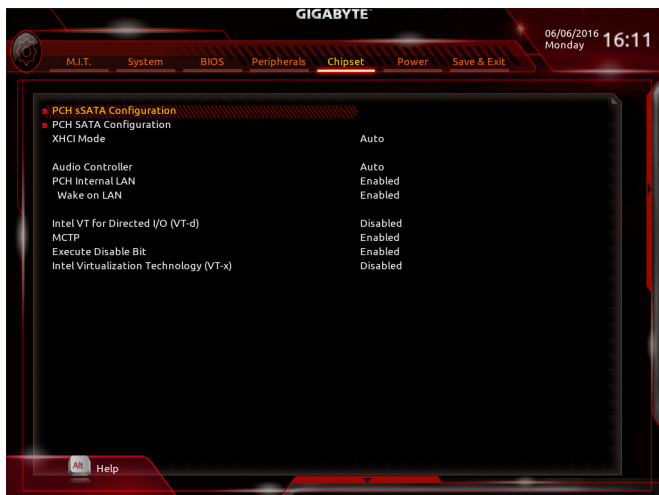 GIGABYTE™
06/06/2016 16:11
Monday
M.I.T. System BIOS Peripherals Chipset Power Save & Exit
PCH sSATA Configuration
PCH SATA Configuration
XHCI Mode Auto
Audio Controller Auto
PCH Internal LAN Enabled
Wake on LAN Enabled
Intel VT for Directed I/O (VT-d) Disabled
MCTP Enabled
Execute Disable Bit Enabled
Intel Virtualization Technology (VT-x) Disabled
Alt Help